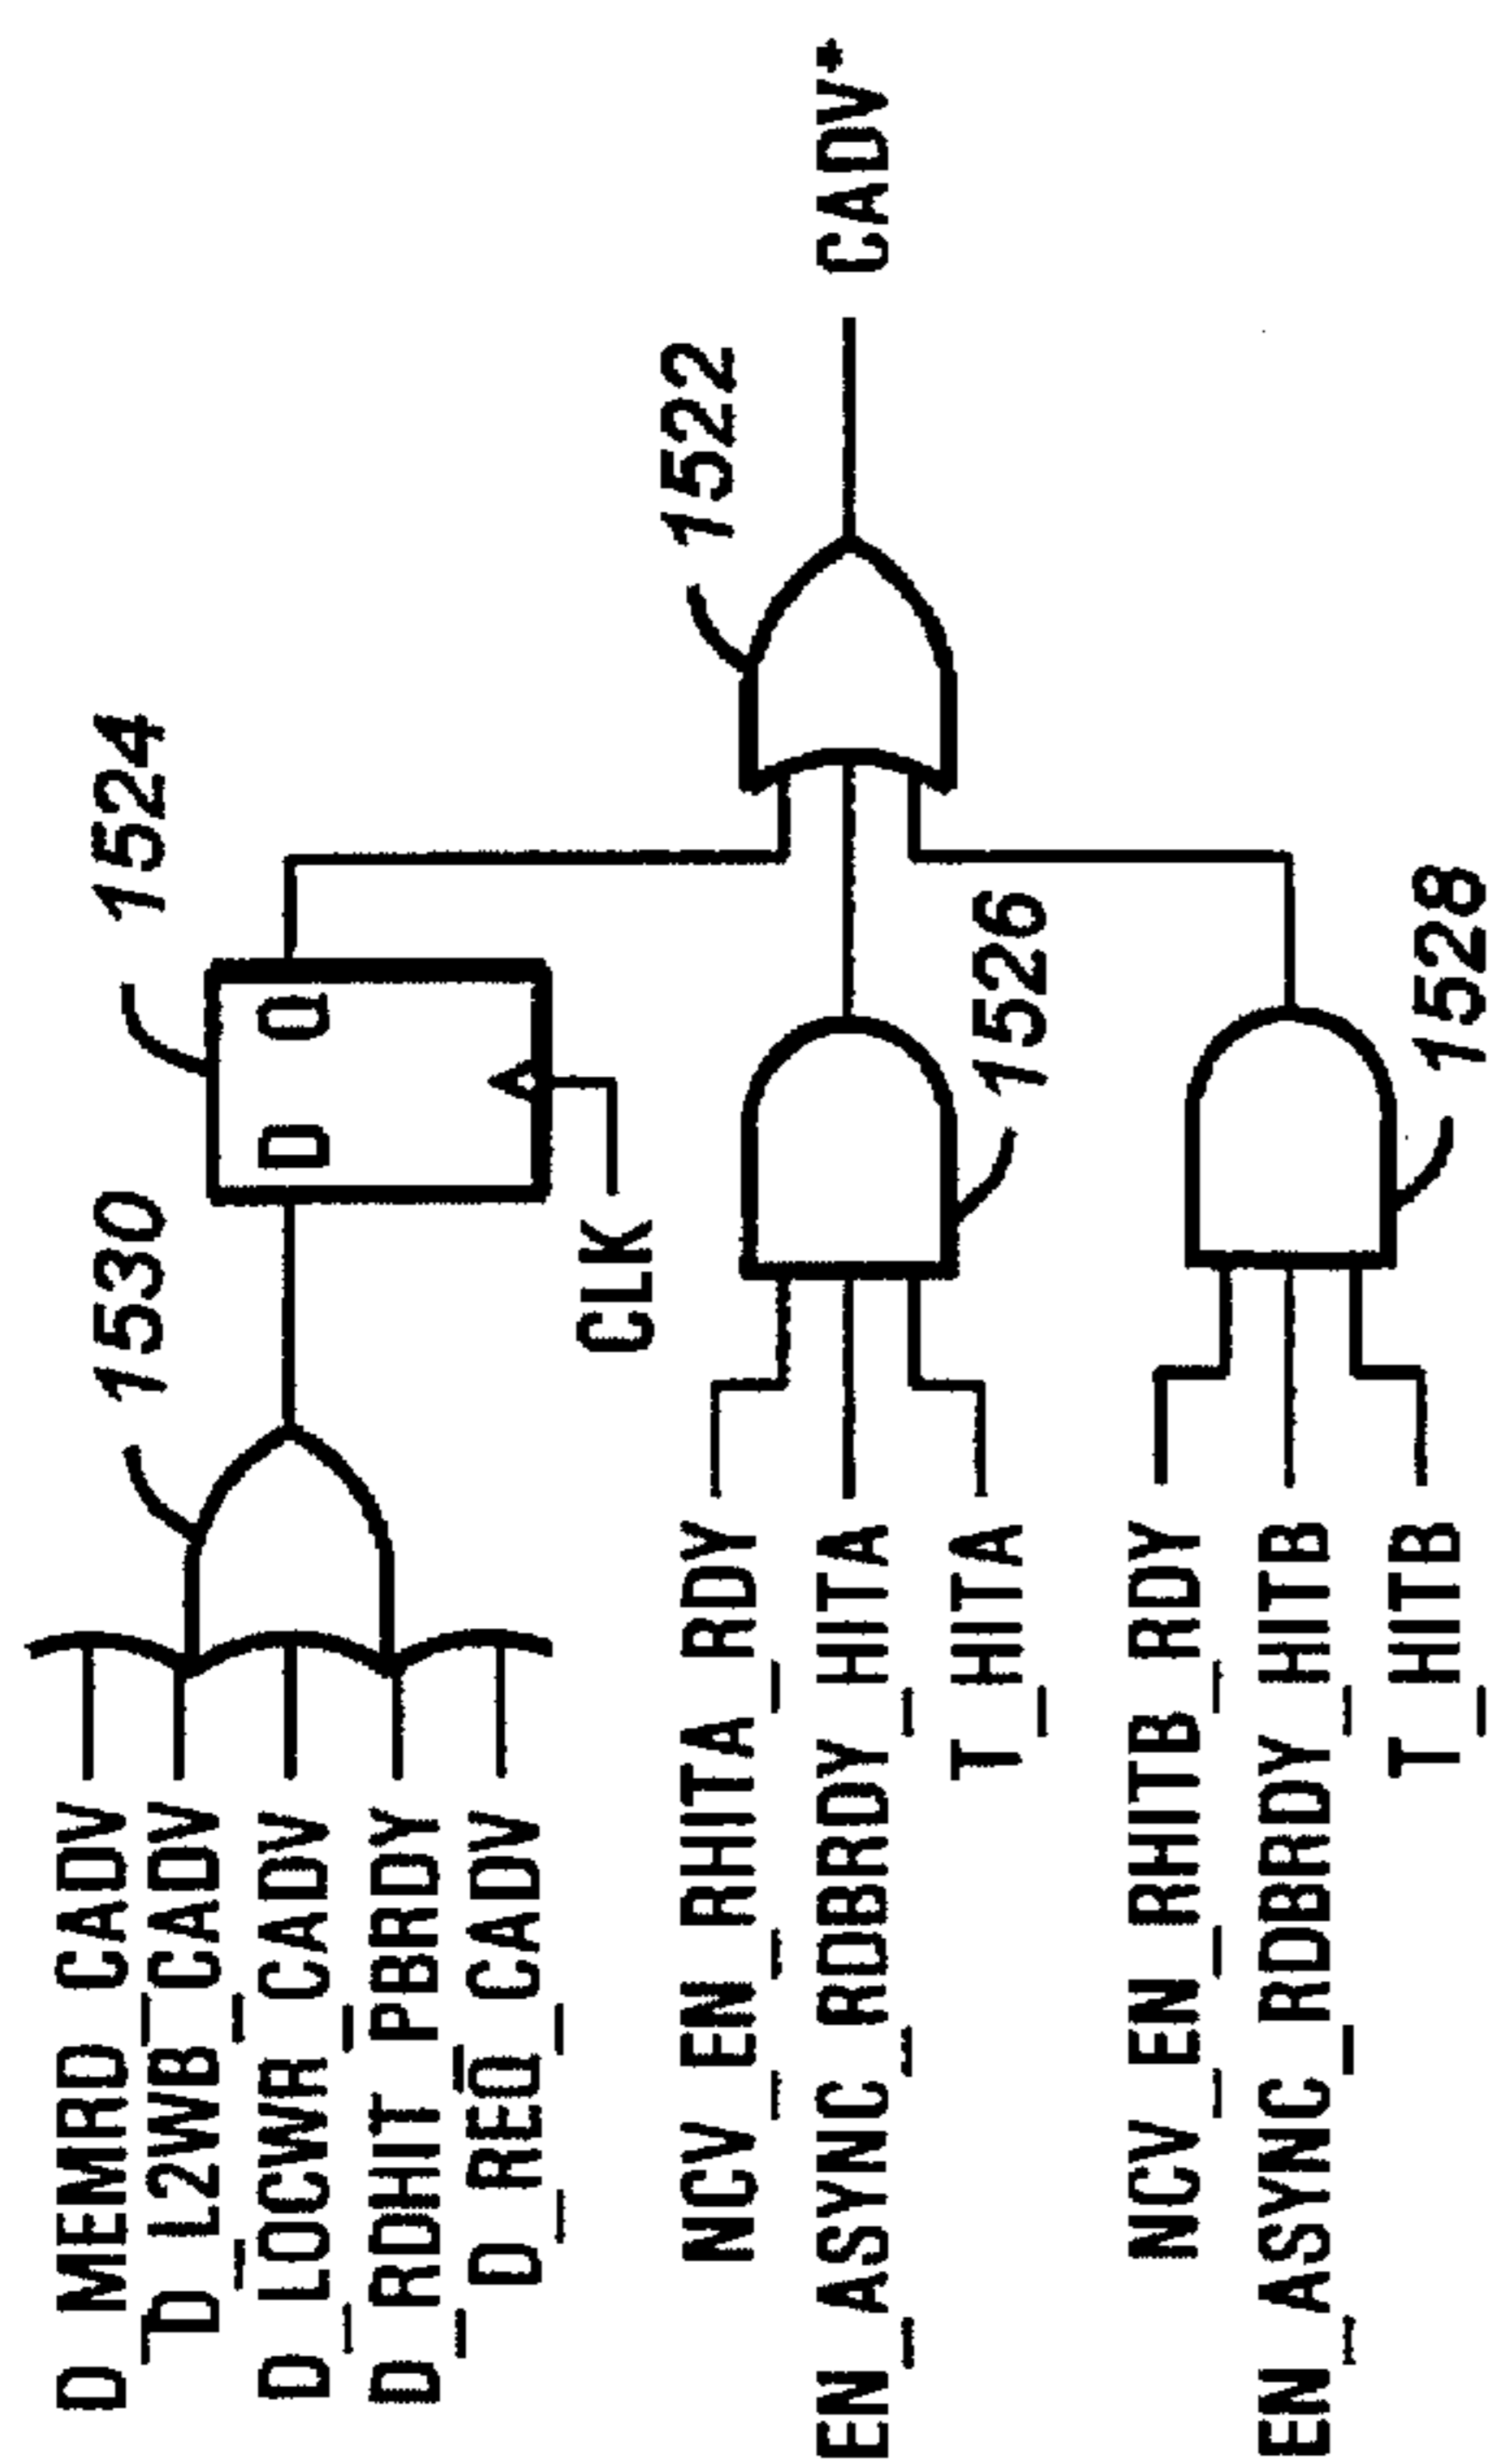 D_MEMRD_CADV
D_L2WB_CADV
D_LOCWR_CADV
D_RDHIT_PBRDY
D_REQ_CADV
1530
D Q
1524
CLK
1522
CADV*
NCV_EN_RHITA_RDY
EN_ASYNC_RDBRDY_HITA
T_HITA
1526
NCV_EN_RHITB_RDY
EN_ASYNC_RDBRDY_HITB
T_HITB
1528